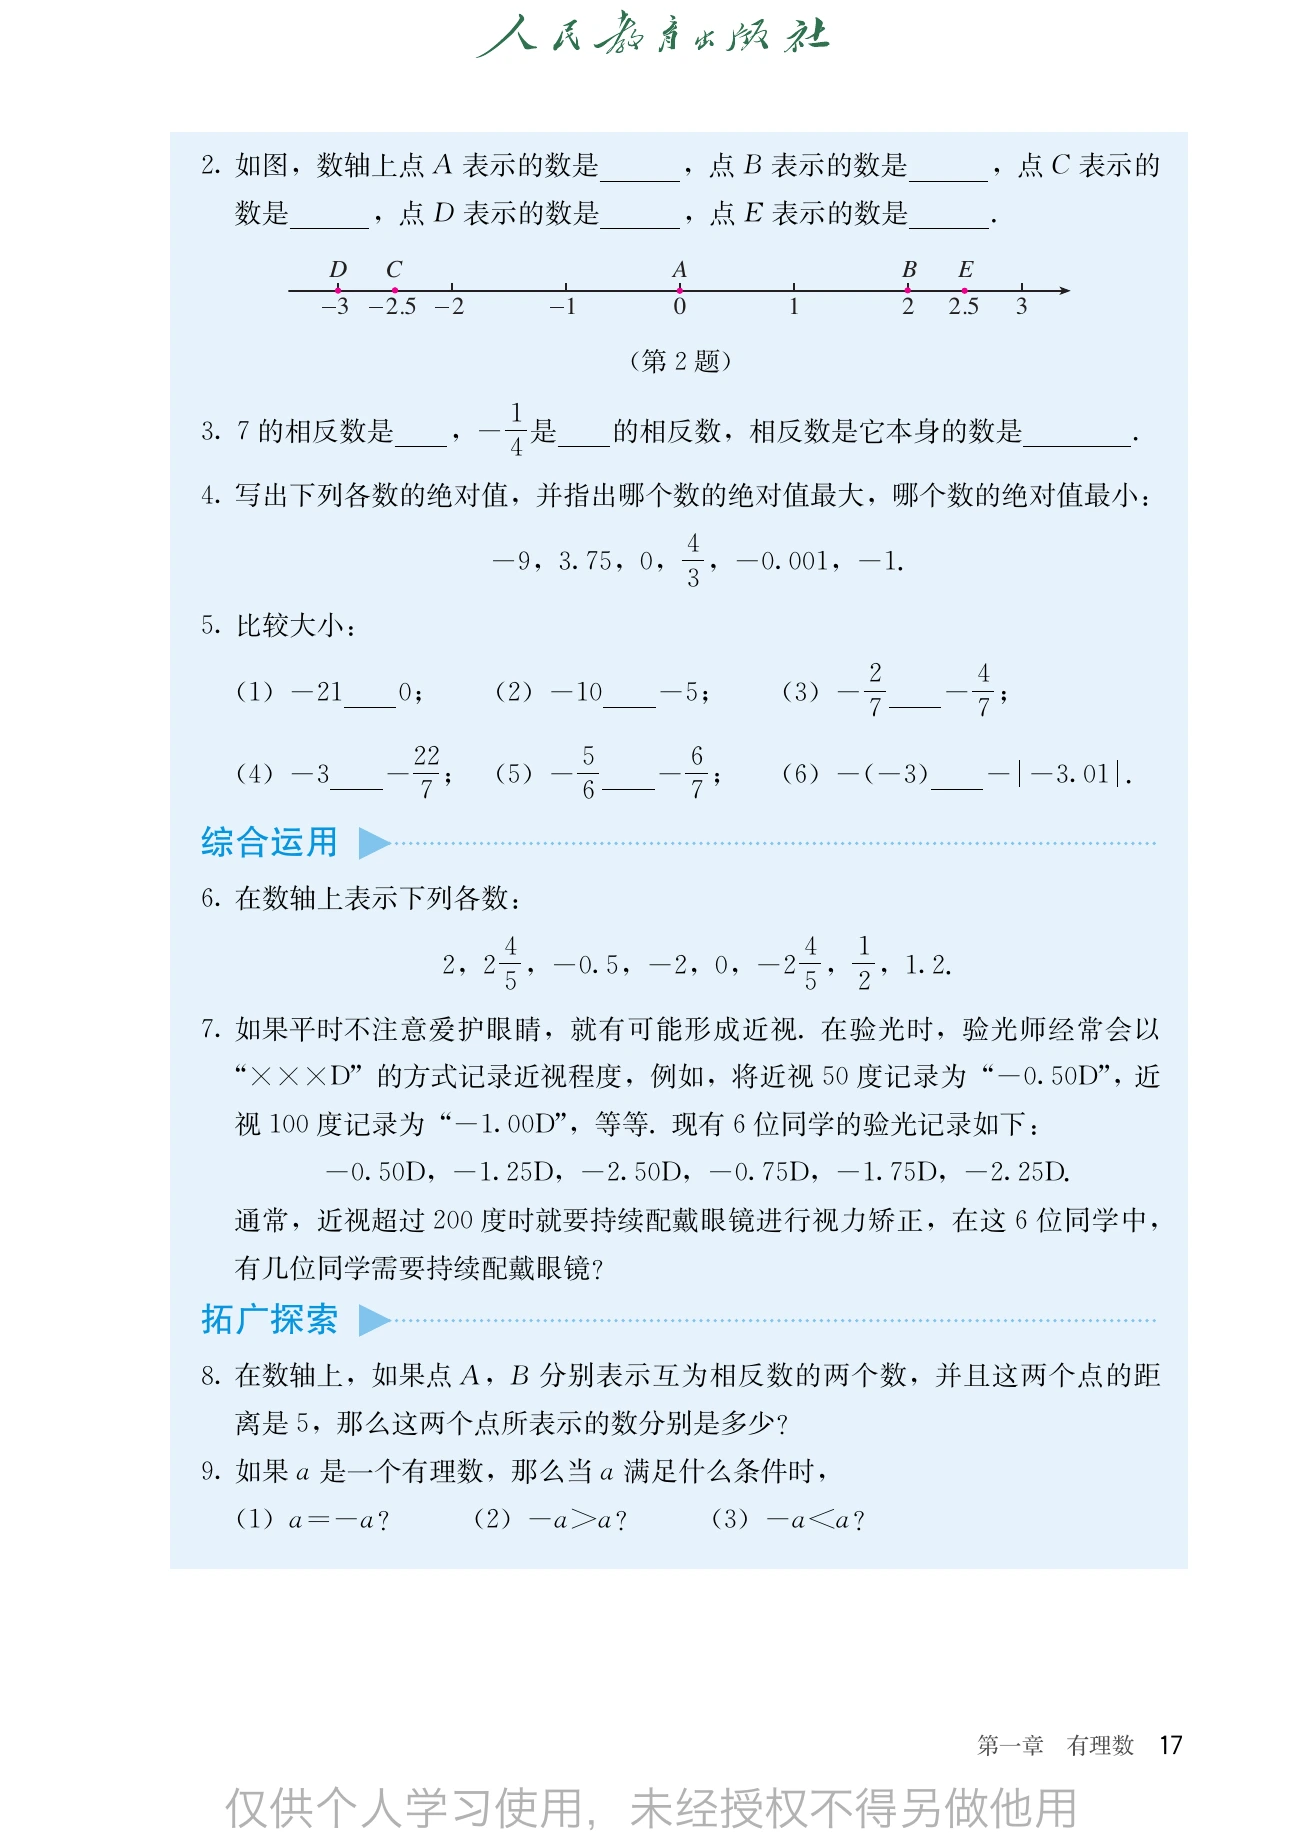 人民教育出版社
2. 如图，数轴上点 A 表示的数是______，点 B 表示的数是______，点 C 表示的
数是______，点 D 表示的数是______，点 E 表示的数是______.
D C A B E
−3 −2.5 −2 −1 0 1 2 2.5 3
（第 2 题）
3. 7 的相反数是____，−1/4是____的相反数，相反数是它本身的数是________.
4. 写出下列各数的绝对值，并指出哪个数的绝对值最大，哪个数的绝对值最小：
−9，3.75，0，4/3，−0.001，−1.
5. 比较大小：
（1）−21____0；（2）−10____−5；（3）−2/7____−4/7；
（4）−3____−22/7；（5）−5/6____−6/7；（6）−(−3)____−|−3.01|.
综合运用
6. 在数轴上表示下列各数：
2，2 4/5，−0.5，−2，0，−2 4/5，1/2，1.2.
7. 如果平时不注意爱护眼睛，就有可能形成近视. 在验光时，验光师经常会以
“×××D”的方式记录近视程度，例如，将近视 50 度记录为“−0.50D”，近
视 100 度记录为“−1.00D”，等等. 现有 6 位同学的验光记录如下：
−0.50D，−1.25D，−2.50D，−0.75D，−1.75D，−2.25D.
通常，近视超过 200 度时就要持续配戴眼镜进行视力矫正，在这 6 位同学中，
有几位同学需要持续配戴眼镜？
拓广探索
8. 在数轴上，如果点 A，B 分别表示互为相反数的两个数，并且这两个点的距
离是 5，那么这两个点所表示的数分别是多少？
9. 如果 a 是一个有理数，那么当 a 满足什么条件时，
（1）a=−a？（2）−a>a？（3）−a<a？
第一章 有理数 17
仅供个人学习使用，未经授权不得另做他用